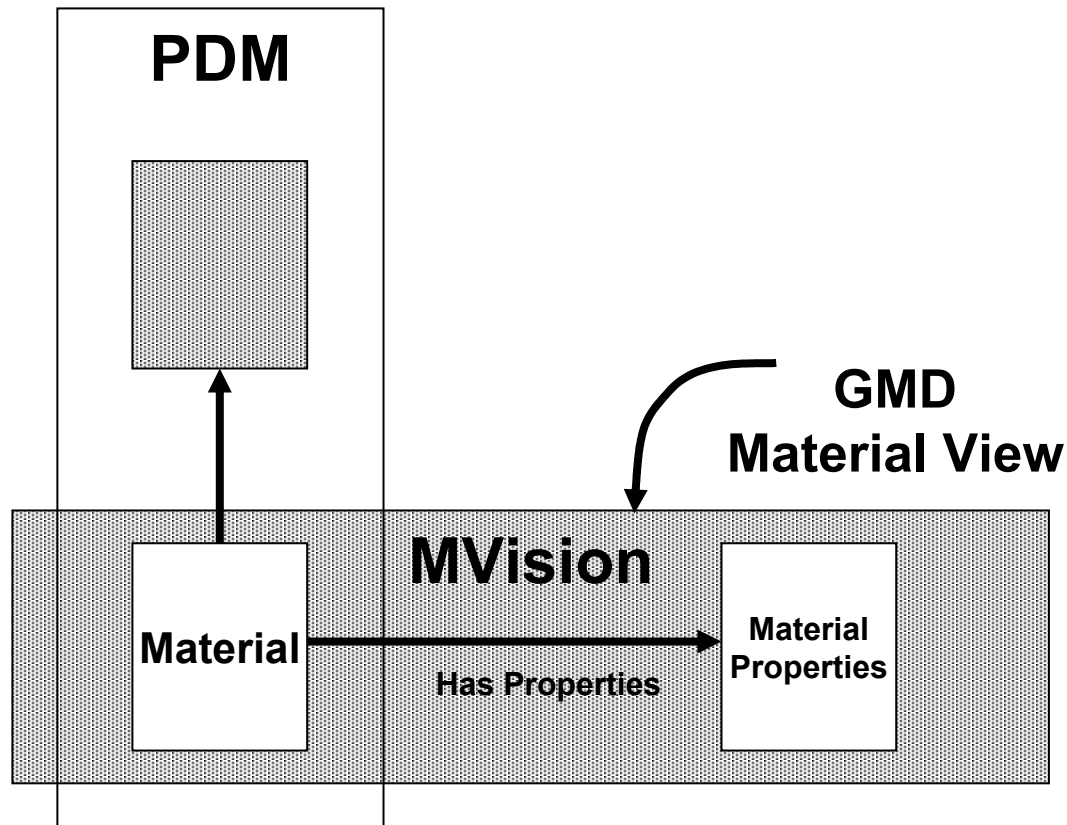 PDM
GMD
Material View
MVision
Material
Material
Properties
Has Properties